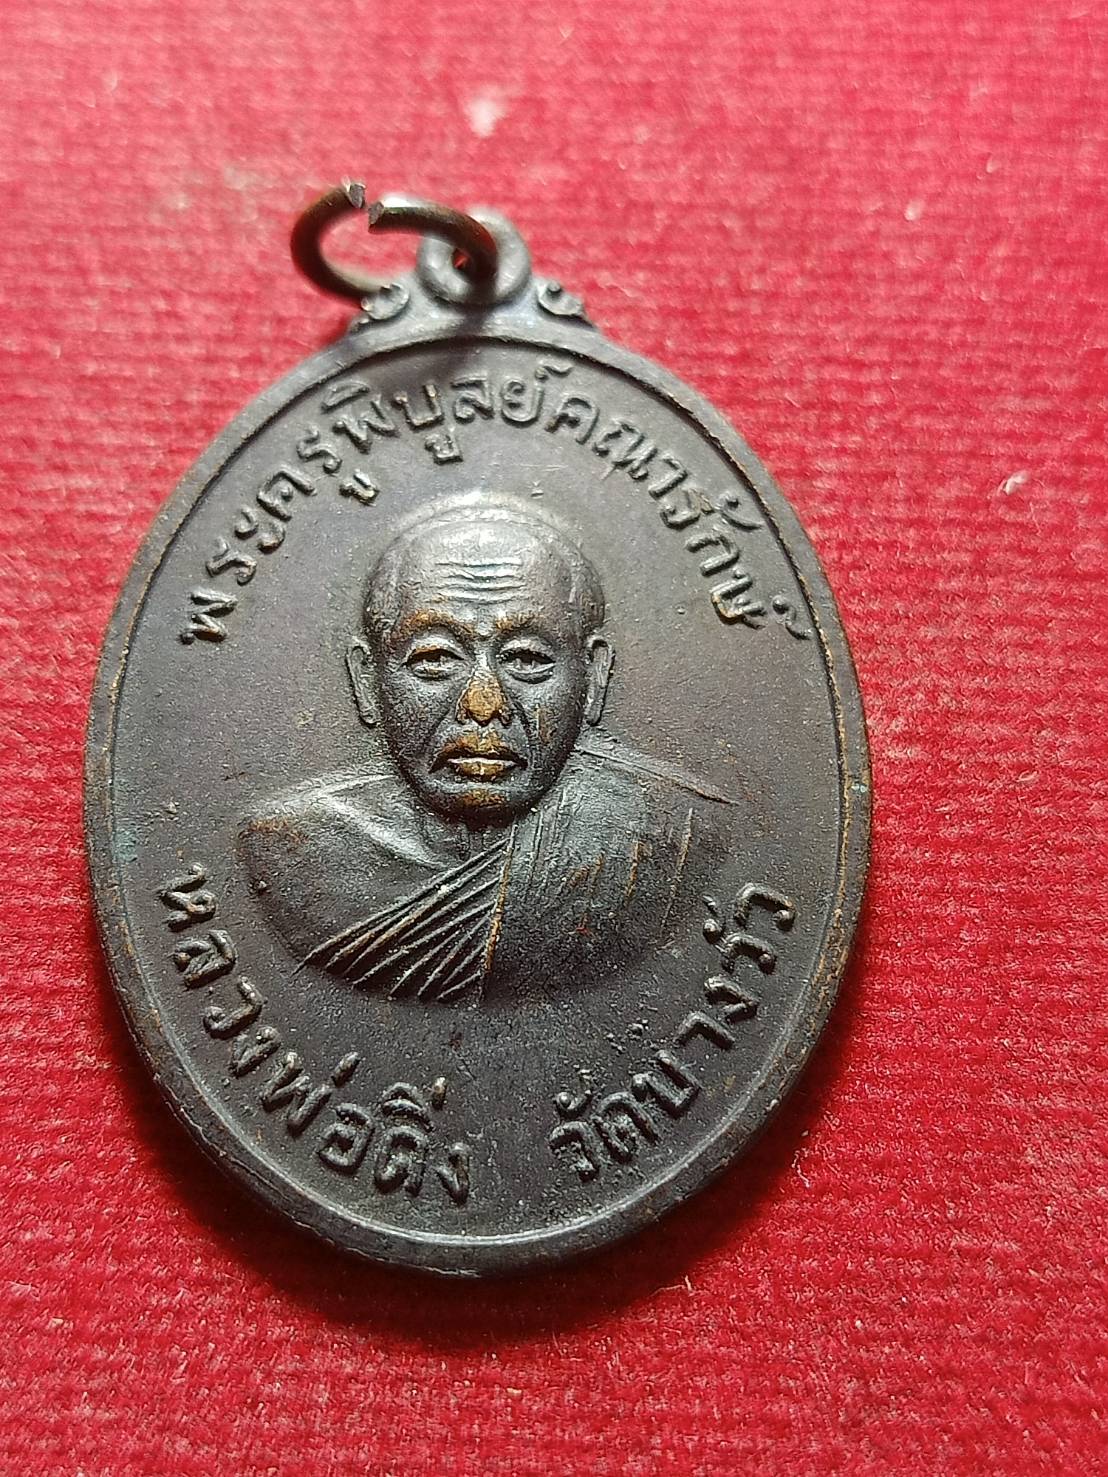 พระครูพิบูลย์คณารักษ์
หลวงพ่อดิ่ง วัดบางวัว